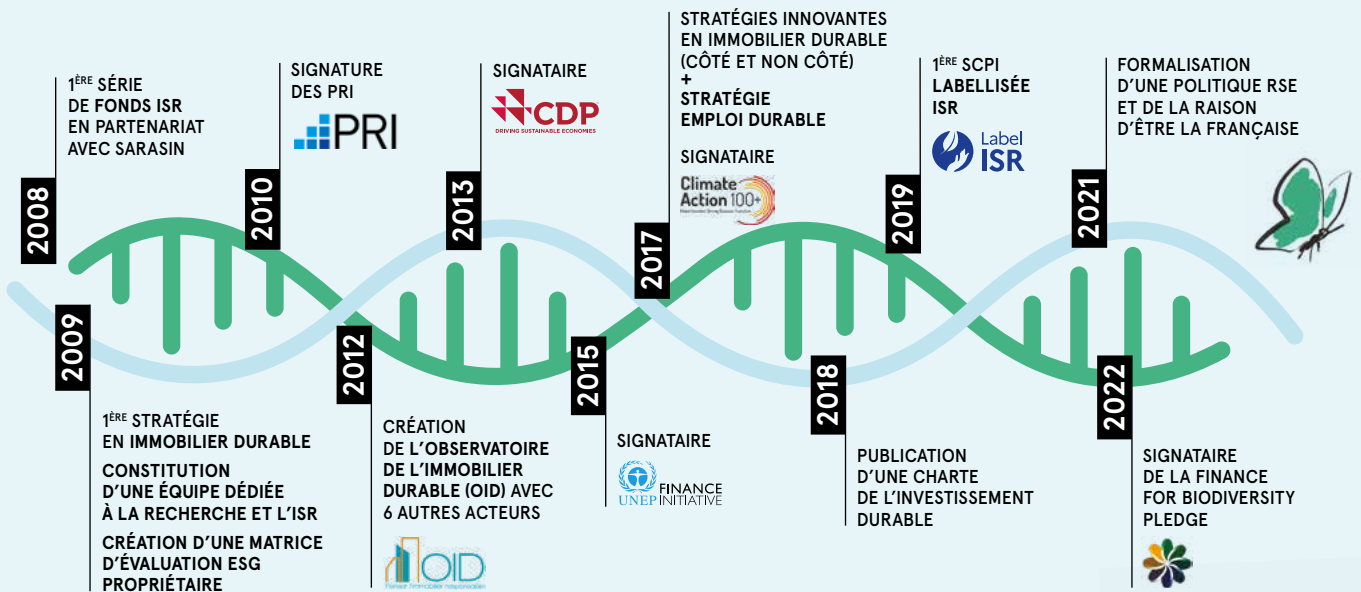 2008
1ÈRE SÉRIE
DE FONDS ISR
EN PARTENARIAT
AVEC SARASIN
2009
1ÈRE STRATÉGIE
EN IMMOBILIER DURABLE
CONSTITUTION
D'UNE ÉQUIPE DÉDIÉE
À LA RECHERCHE ET L'ISR
CRÉATION D'UNE MATRICE
D'ÉVALUATION ESG
PROPRIÉTAIRE
2010
SIGNATURE
DES PRI
PRI
2012
CRÉATION
DE L'OBSERVATOIRE
DE L'IMMOBILIER
DURABLE (OID) AVEC
6 AUTRES ACTEURS
OID
2013
SIGNATAIRE
CDP
DRIVING SUSTAINABLE ECONOMIES
2015
SIGNATAIRE
UNEP
FINANCE
INITIATIVE
2017
STRATÉGIES INNOVANTES
EN IMMOBILIER DURABLE
(CÔTÉ ET NON CÔTÉ)
+
STRATÉGIE
EMPLOI DURABLE
SIGNATAIRE
Climate
Action 100+
2018
PUBLICATION
D'UNE CHARTE
DE L'INVESTISSEMENT
DURABLE
2019
1ÈRE SCPI
LABELLISÉE
ISR
Label
ISR
2021
FORMALISATION
D'UNE POLITIQUE RSE
ET DE LA RAISON
D'ÊTRE LA FRANÇAISE
2022
SIGNATAIRE
DE LA FINANCE
FOR BIODIVERSITY
PLEDGE